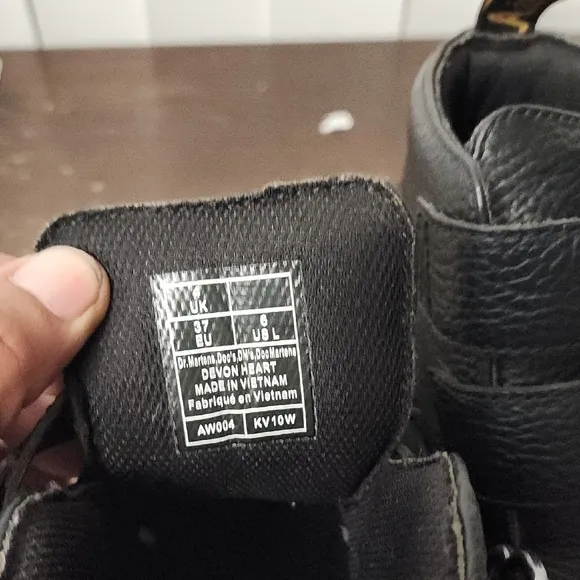 UK
37 6
EU US L
Dr.Martens,Doc's,DM's,DocMartens
DEVON HEART
MADE IN VIETNAM
Fabriqué en Vietnam
AW004 KV10W